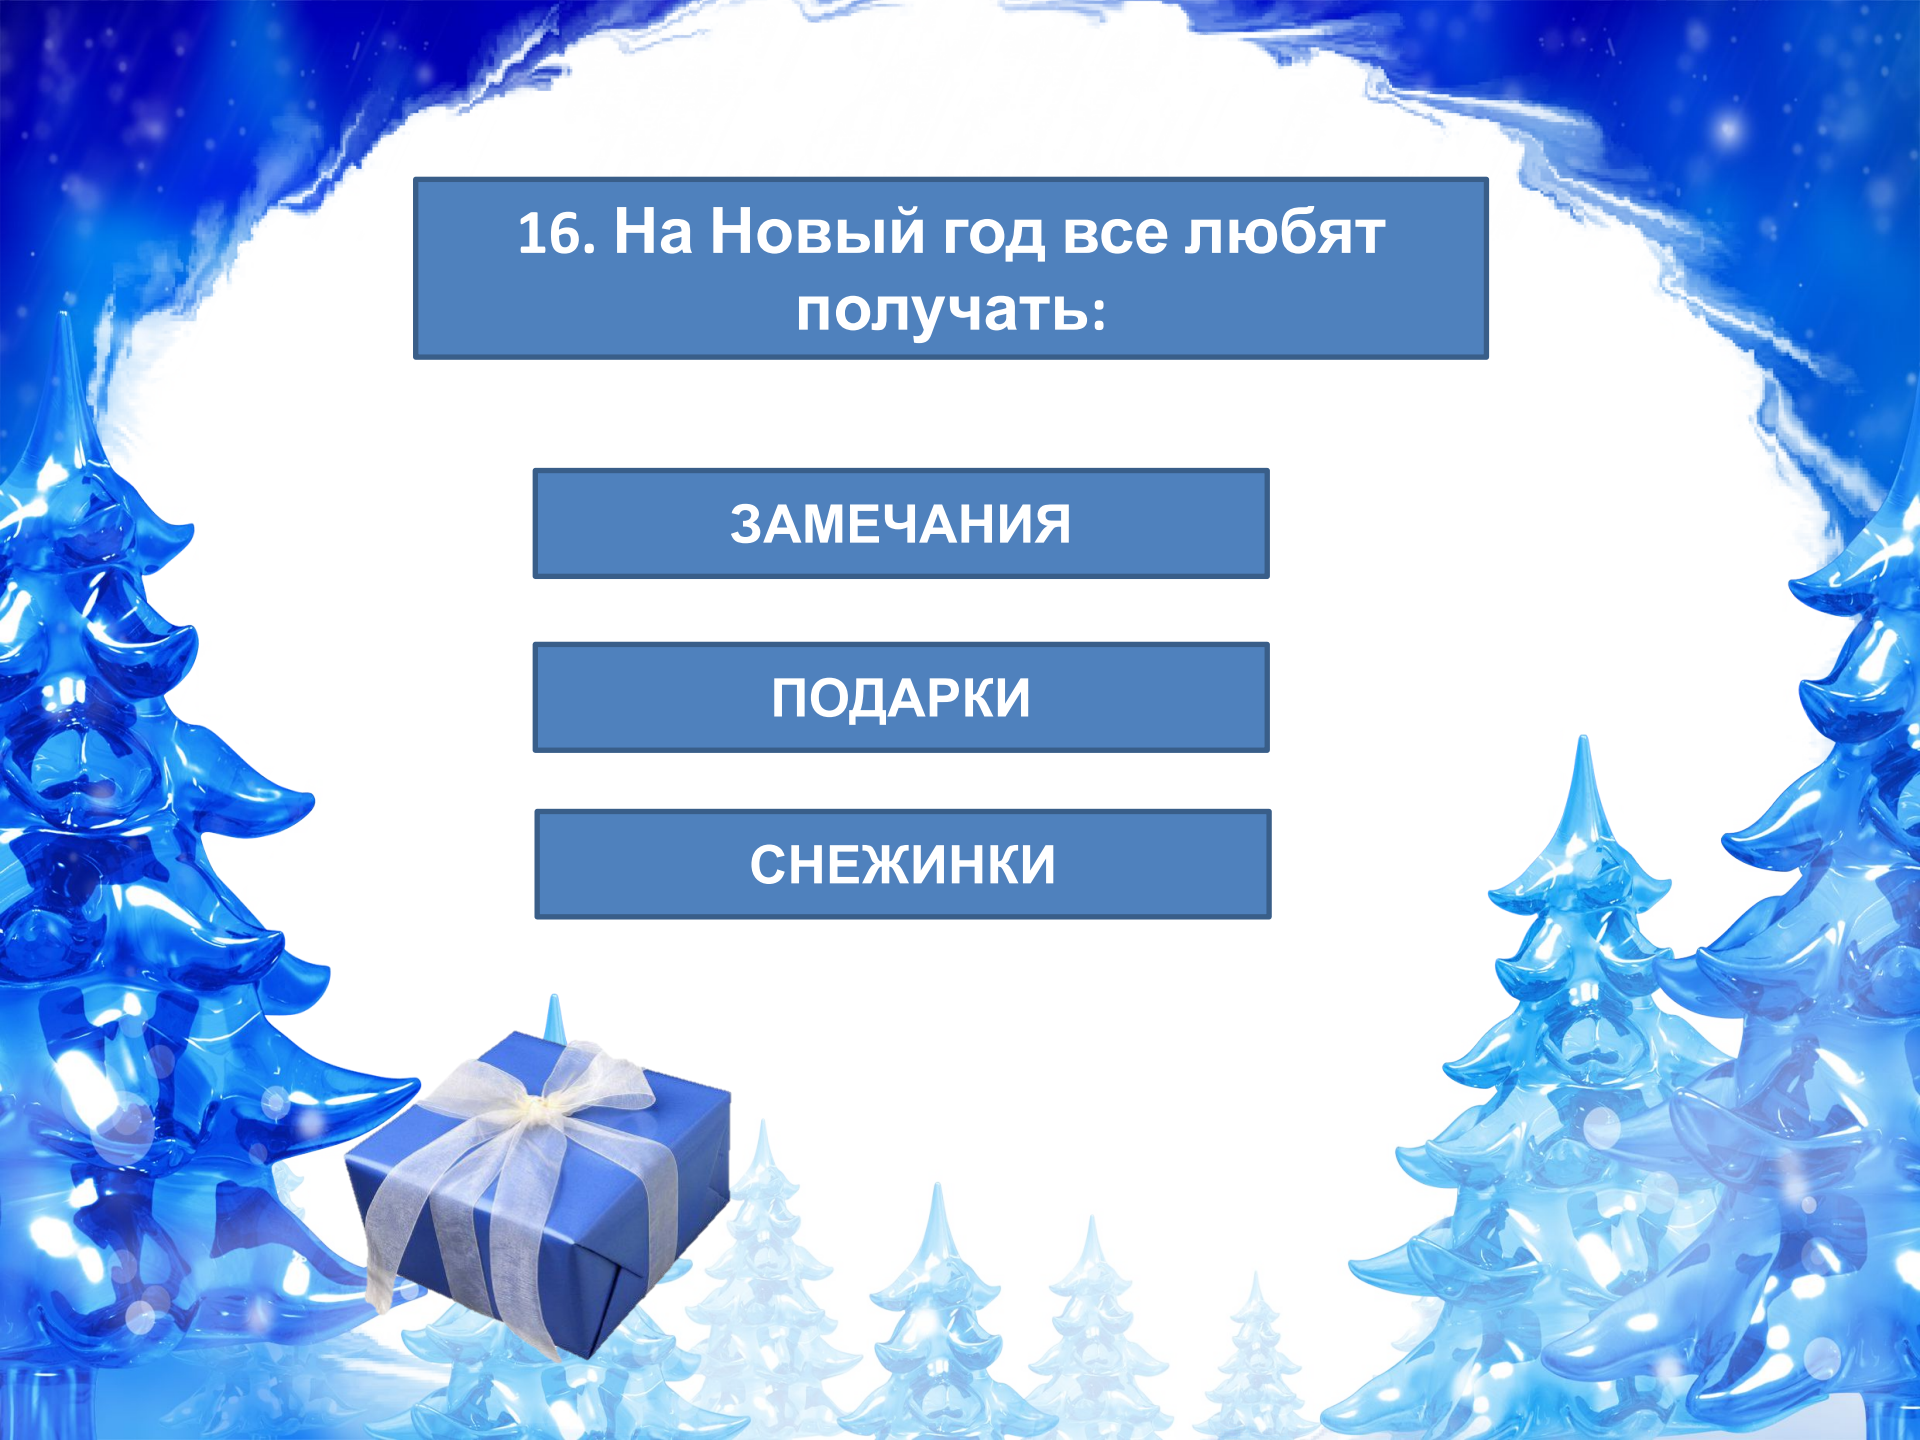 16. На Новый год все любят
получать:
ЗАМЕЧАНИЯ
ПОДАРКИ
СНЕЖИНКИ